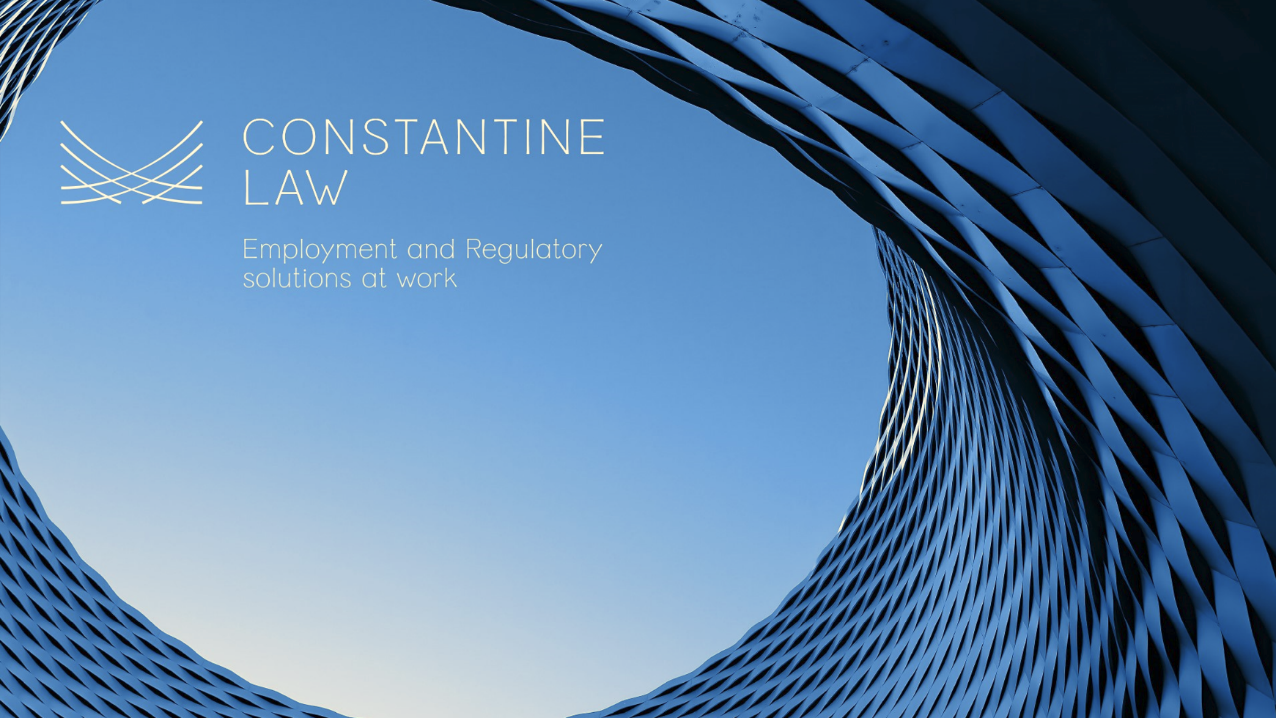 CONSTANTINE
LAW
Employment and Regulatory
solutions at work